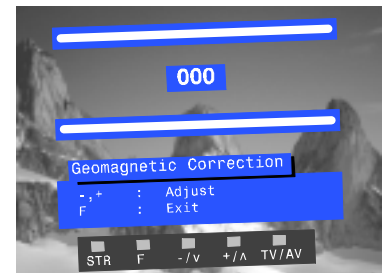 000
Geomagnetic Correction
-,+ : Adjust
F : Exit
STR F -/v +/∧ TV/AV